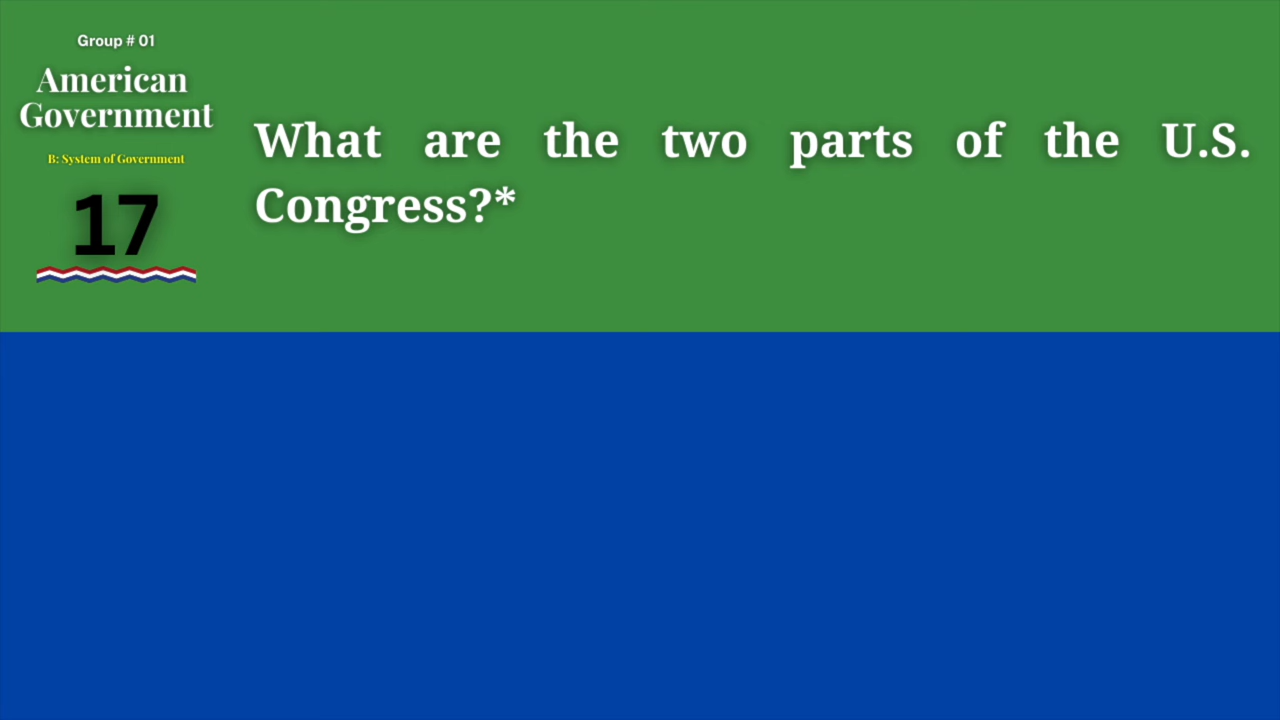 Group # 01
American
Government
B: System of Government
17
What are the two parts of the U.S.
Congress?*